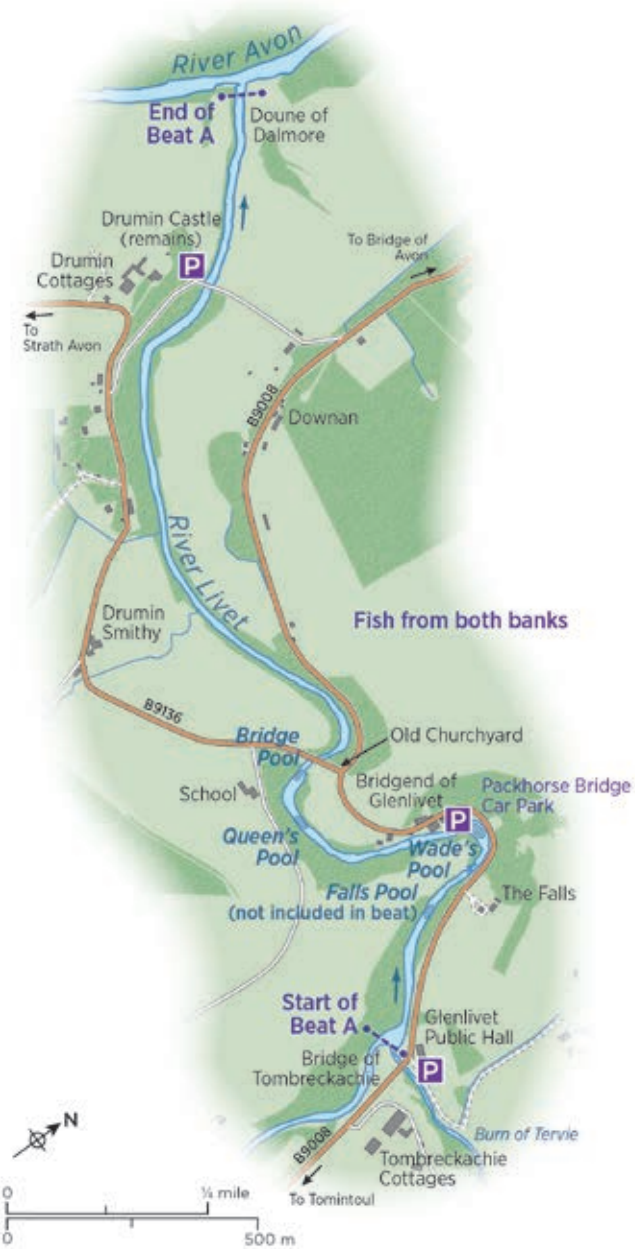 River Avon
End of
Beat A
Doune of
Dalmore
Drumin Castle
(remains)
P
Drumin
Cottages
To Bridge of
Avon
To
Strath Avon
B9008
Downan
River Livet
Fish from both banks
Drumin
Smithy
B9136
Bridge
Pool
Old Churchyard
School
Bridgend of
Glenlivet
Packhorse Bridge
Car Park
P
Queen's
Pool
Wade's
Pool
Falls Pool
(not included in beat)
The Falls
Start of
Beat A
Glenlivet
Public Hall
Bridge of
Tombreckachie
P
Burn of Tervie
N
B9008
Tombreckachie
Cottages
To Tomintoul
0 ¼ mile
0 500 m